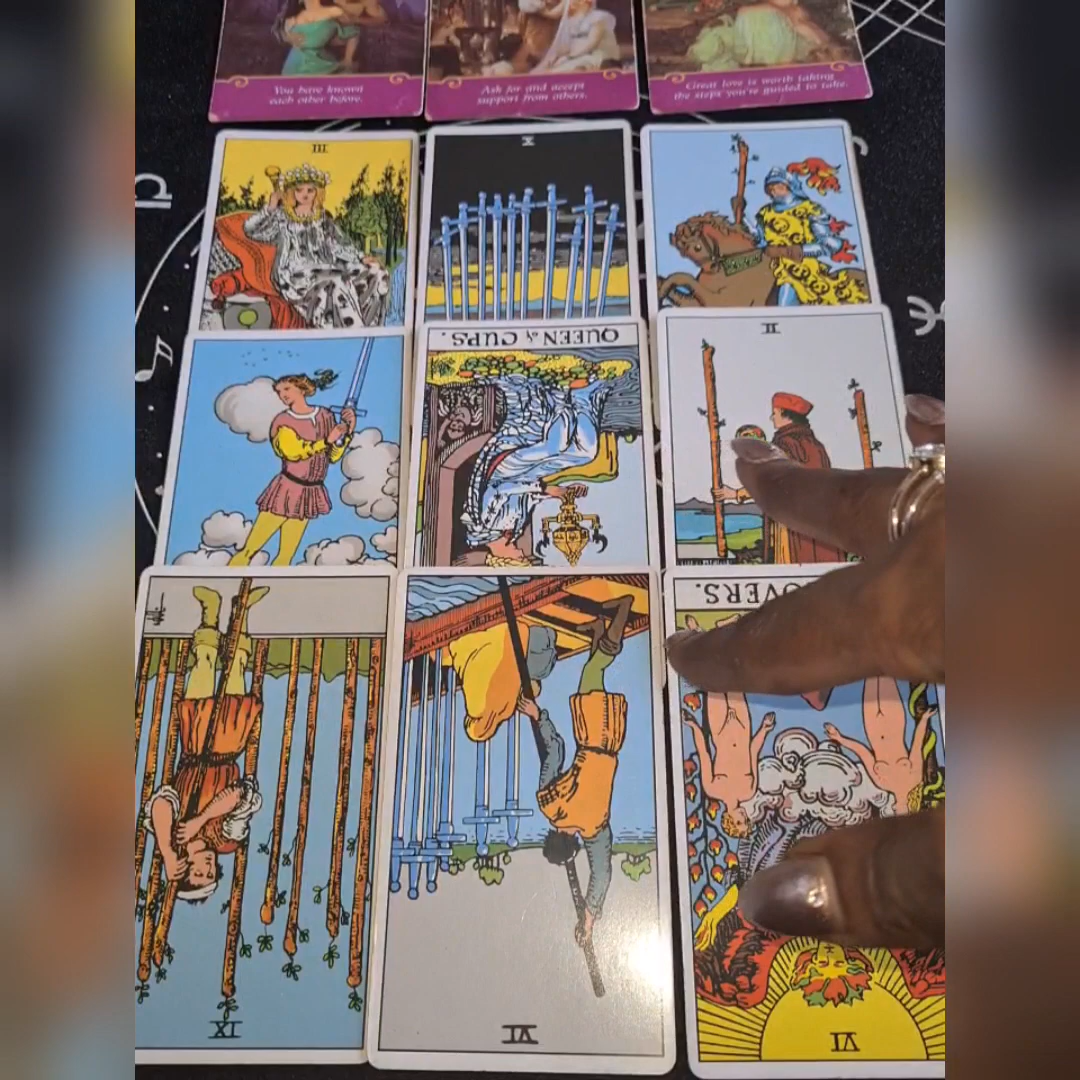 You have known
each other before.
Ask for and accept
support from others.
Great love is worth taking
the steps you're guided to take.
III
X
QUEEN of CUPS.
II
OVERS.
IX
VI
VI